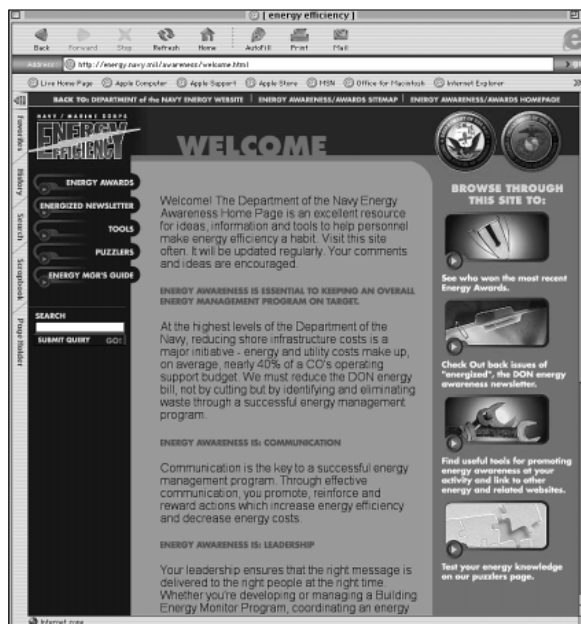 [ energy efficiency ]
Back Forward Stop Refresh Home AutoFill Print Mail
Address http://energy.navy.mil/awareness/welcome.html
Live Home Page Apple Computer Apple Support Apple Store MSN Office for Macintosh Internet Explorer
BACK TO: DEPARTMENT of the NAVY ENERGY WEBSITE | ENERGY AWARENESS/AWARDS SITEMAP | ENERGY AWARENESS/AWARDS HOMEPAGE
Favorites
History
Search
Scrapbook
Page Holder
NAVY / MARINE CORPS
ENERGY
EFFICIENCY
ENERGY AWARDS
ENERGIZED NEWSLETTER
TOOLS
PUZZLERS
ENERGY MGR'S GUIDE
SEARCH
SUBMIT QUERY GO!
WELCOME
Welcome! The Department of the Navy Energy
Awareness Home Page is an excellent resource
for ideas, information and tools to help personnel
make energy efficiency a habit. Visit this site
often. It will be updated regularly. Your comments
and ideas are encouraged.
ENERGY AWARENESS IS ESSENTIAL TO KEEPING AN OVERALL
ENERGY MANAGEMENT PROGRAM ON TARGET.
At the highest levels of the Department of the
Navy, reducing shore infrastructure costs is a
major initiative - energy and utility costs make up,
on average, nearly 40% of a CO's operating
support budget. We must reduce the DON energy
bill, not by cutting but by identifying and eliminating
waste through a successful energy management
program.
ENERGY AWARENESS IS: COMMUNICATION
Communication is the key to a successful energy
management program. Through effective
communication, you promote, reinforce and
reward actions which increase energy efficiency
and decrease energy costs.
ENERGY AWARENESS IS: LEADERSHIP
Your leadership ensures that the right message is
delivered to the right people at the right time.
Whether you're developing or managing a Building
Energy Monitor Program, coordinating an energy
BROWSE THROUGH
THIS SITE TO:
See who won the most recent
Energy Awards.
Check Out back issues of
"energized", the DON energy
awareness newsletter.
Find useful tools for promoting
energy awareness at your
activity and link to other
energy and related websites.
Test your energy knowledge
on our puzzlers page.
Internet zone